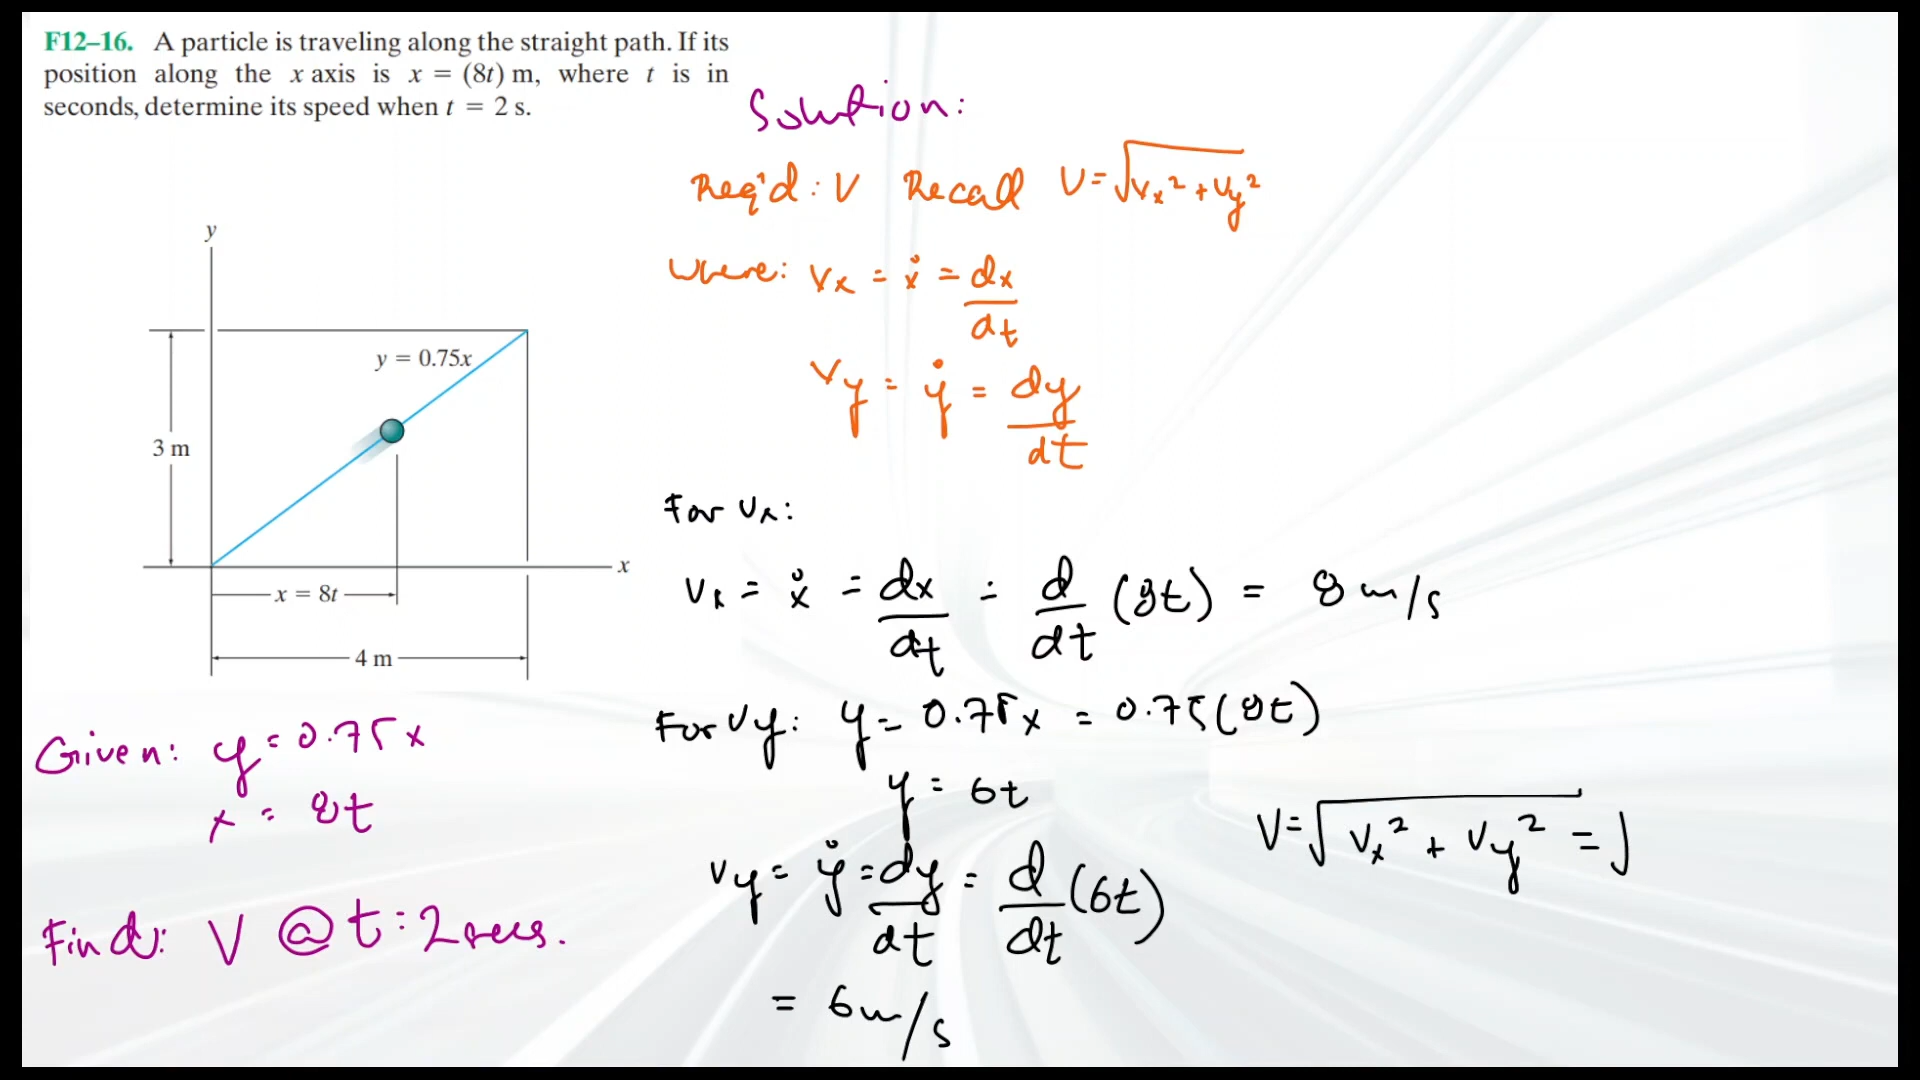 F12–16. A particle is traveling along the straight path. If its
position along the x axis is x = (8t) m, where t is in
seconds, determine its speed when t = 2 s.
y
y = 0.75x
3 m
x
x = 8t
4 m
Given: y = 0.75x
x = 8t
Find: V @ t = 2 secs.
Solution:
Req'd: V Recall V = √(Vx² + Vy²)
where: Vx = ẋ = dx/dt
Vy = ẏ = dy/dt
For Vx:
Vx = ẋ = dx/dt = d/dt (8t) = 8 m/s
For Vy: y = 0.75x = 0.75(8t)
y = 6t
Vy = ẏ = dy/dt = d/dt (6t)
= 6 m/s
V = √(Vx² + Vy²) =